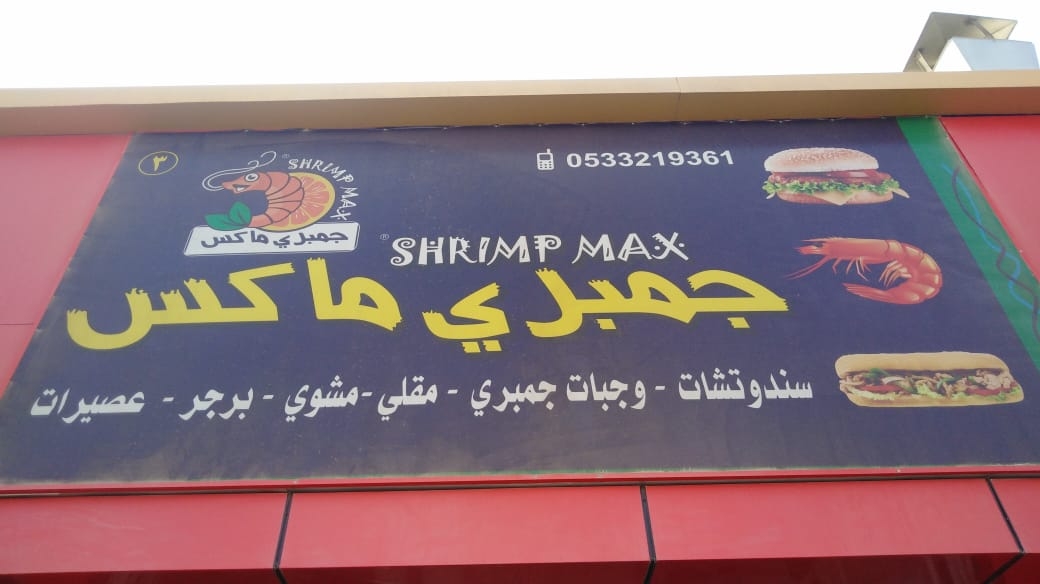 ٣
SHRIMP MAX®
جمبري ماكس
0533219361
SHRIMP MAX®
جمبري ماكس
سندوتشات - وجبات جمبري - مقلي - مشوي - برجر - عصيرات